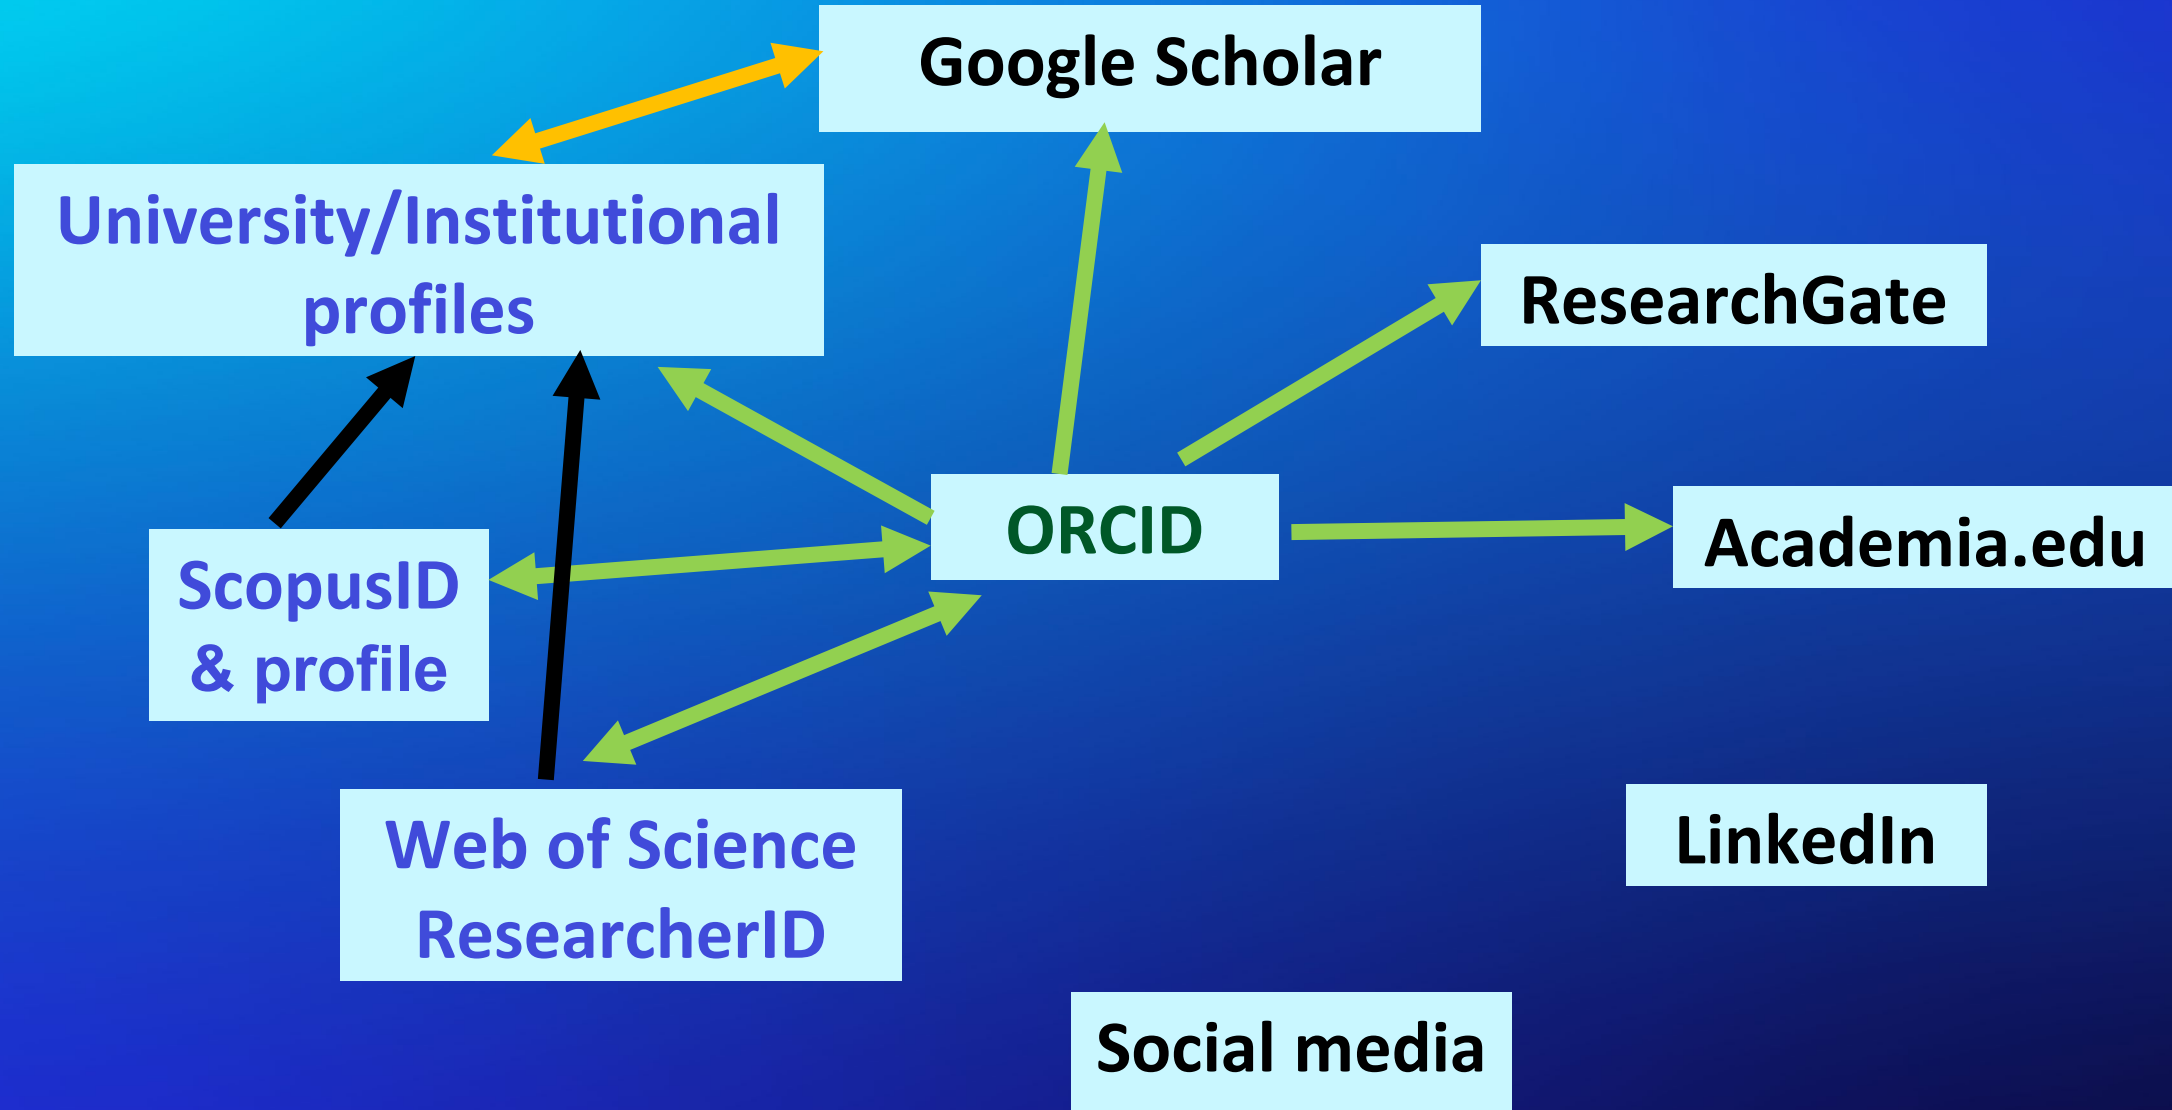 Google Scholar
University/Institutional
profiles
ResearchGate
ORCID
Academia.edu
ScopusID
& profile
Web of Science
ResearcherID
LinkedIn
Social media